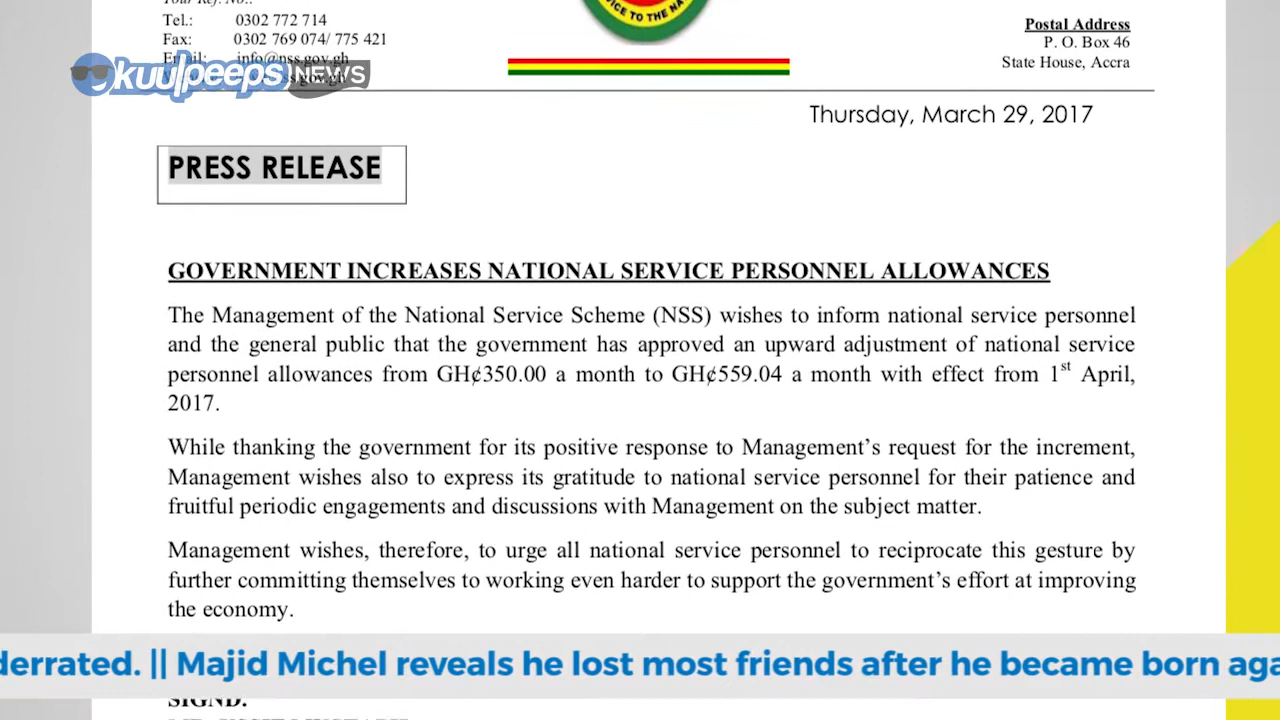 Tel.: 0302 772 714
Fax: 0302 769 074/ 775 421
info@nss.gov.gh
kuulpeeps NEWS
CE TO THE NA
Postal Address
P. O. Box 46
State House, Accra
Thursday, March 29, 2017
PRESS RELEASE
GOVERNMENT INCREASES NATIONAL SERVICE PERSONNEL ALLOWANCES
The Management of the National Service Scheme (NSS) wishes to inform national service personnel
and the general public that the government has approved an upward adjustment of national service
personnel allowances from GH¢350.00 a month to GH¢559.04 a month with effect from 1st April,
2017.
While thanking the government for its positive response to Management’s request for the increment,
Management wishes also to express its gratitude to national service personnel for their patience and
fruitful periodic engagements and discussions with Management on the subject matter.
Management wishes, therefore, to urge all national service personnel to reciprocate this gesture by
further committing themselves to working even harder to support the government’s effort at improving
the economy.
derrated. || Majid Michel reveals he lost most friends after he became born aga
SIGND.